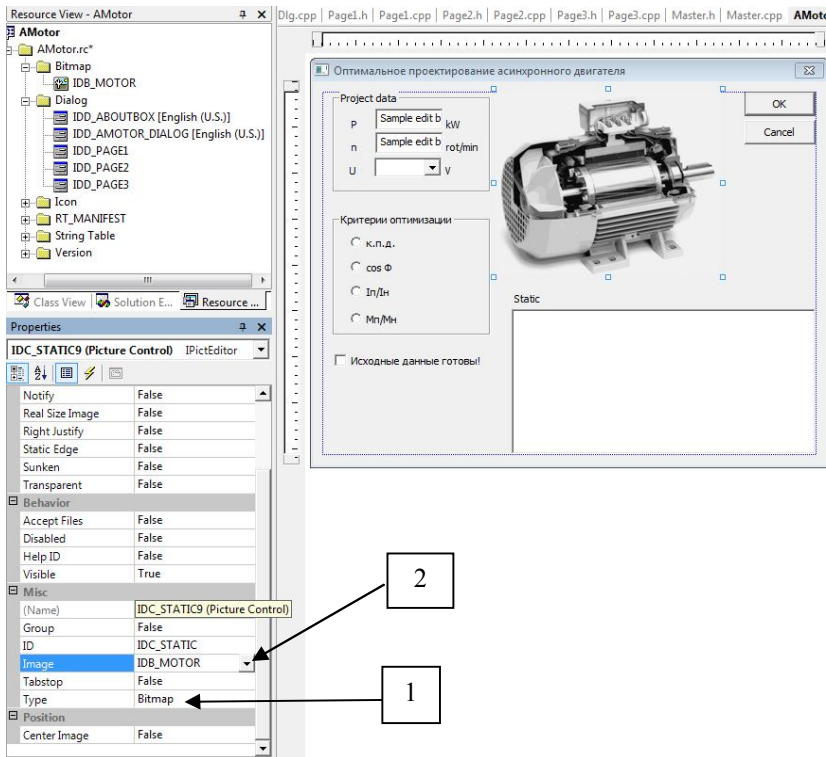 Resource View - AMotor
AMotor
AMotor.rc*
Bitmap
IDB_MOTOR
Dialog
IDD_ABOUTBOX [English (U.S.)]
IDD_AMOTOR_DIALOG [English (U.S.)]
IDD_PAGE1
IDD_PAGE2
IDD_PAGE3
Icon
RT_MANIFEST
String Table
Version
Class View Solution E... Resource ...
Properties
IDC_STATIC9 (Picture Control) IPictEditor
Notify False
Real Size Image False
Right Justify False
Static Edge False
Sunken False
Transparent False
Behavior
Accept Files False
Disabled False
Help ID False
Visible True
Misc
(Name) IDC_STATIC9 (Picture Control)
Group False
ID IDC_STATIC
Image IDB_MOTOR
Tabstop False
Type Bitmap
Position
Center Image False
Dlg.cpp Page1.h Page1.cpp Page2.h Page2.cpp Page3.h Page3.cpp Master.h Master.cpp AMoto
Оптимальное проектирование асинхронного двигателя
Project data
P Sample edit b kW
n Sample edit b rot/min
U V
OK
Cancel
Критерии оптимизации
к.п.д.
cos Ф
Iп/Iн
Мп/Мн
Исходные данные готовы!
Static
2
1